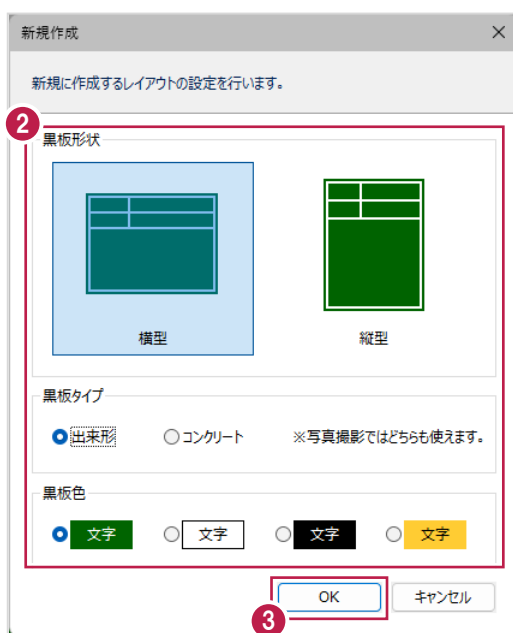 新規作成
新規に作成するレイアウトの設定を行います。
2
黒板形状
横型 縦型
黒板タイプ
出来形 コンクリート ※写真撮影ではどちらも使えます。
黒板色
文字 文字 文字 文字
OK キャンセル
3